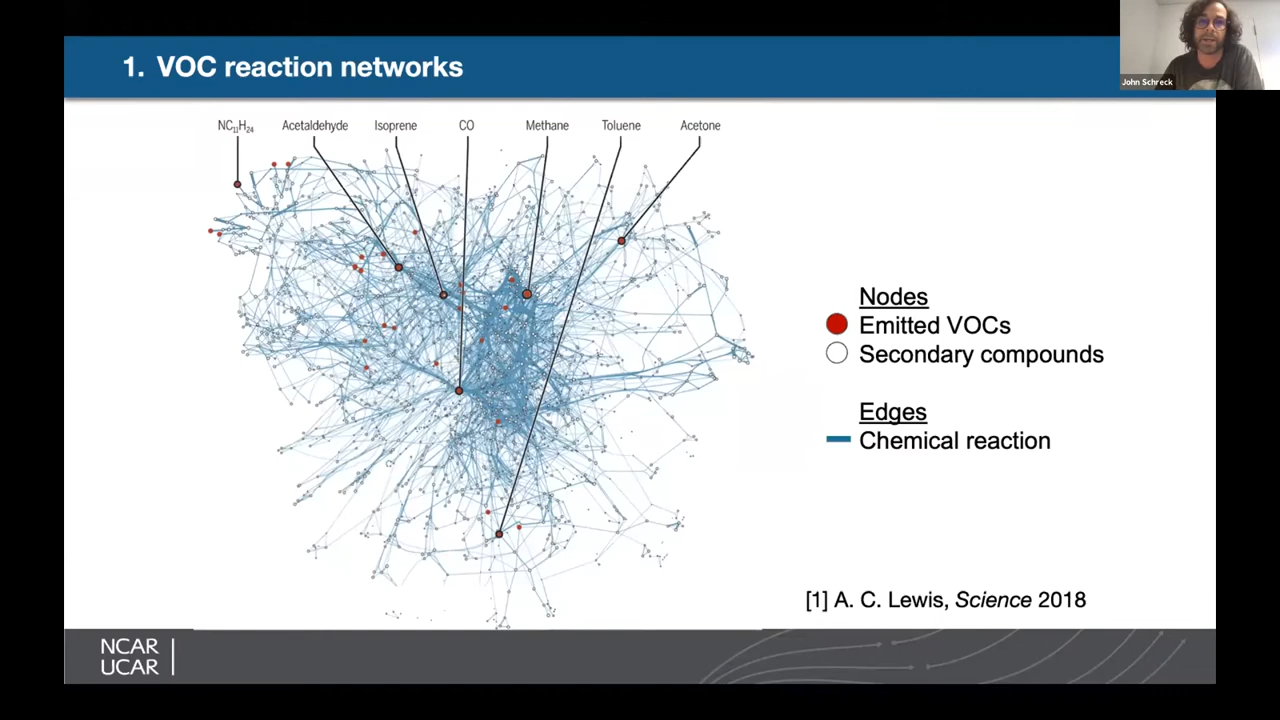 1. VOC reaction networks
John Schreck
NC₁₁H₂₄ Acetaldehyde Isoprene CO Methane Toluene Acetone
Nodes
Emitted VOCs
Secondary compounds
Edges
Chemical reaction
[1] A. C. Lewis, Science 2018
NCAR
UCAR